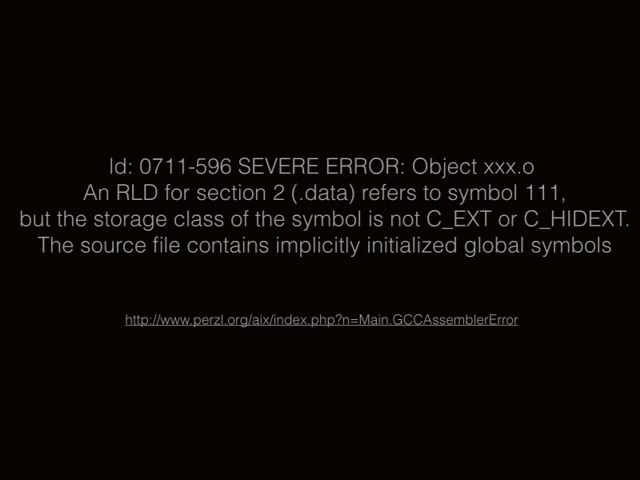 ld: 0711-596 SEVERE ERROR: Object xxx.o
An RLD for section 2 (.data) refers to symbol 111,
but the storage class of the symbol is not C_EXT or C_HIDEXT.
The source file contains implicitly initialized global symbols
http://www.perzl.org/aix/index.php?n=Main.GCCAssemblerError